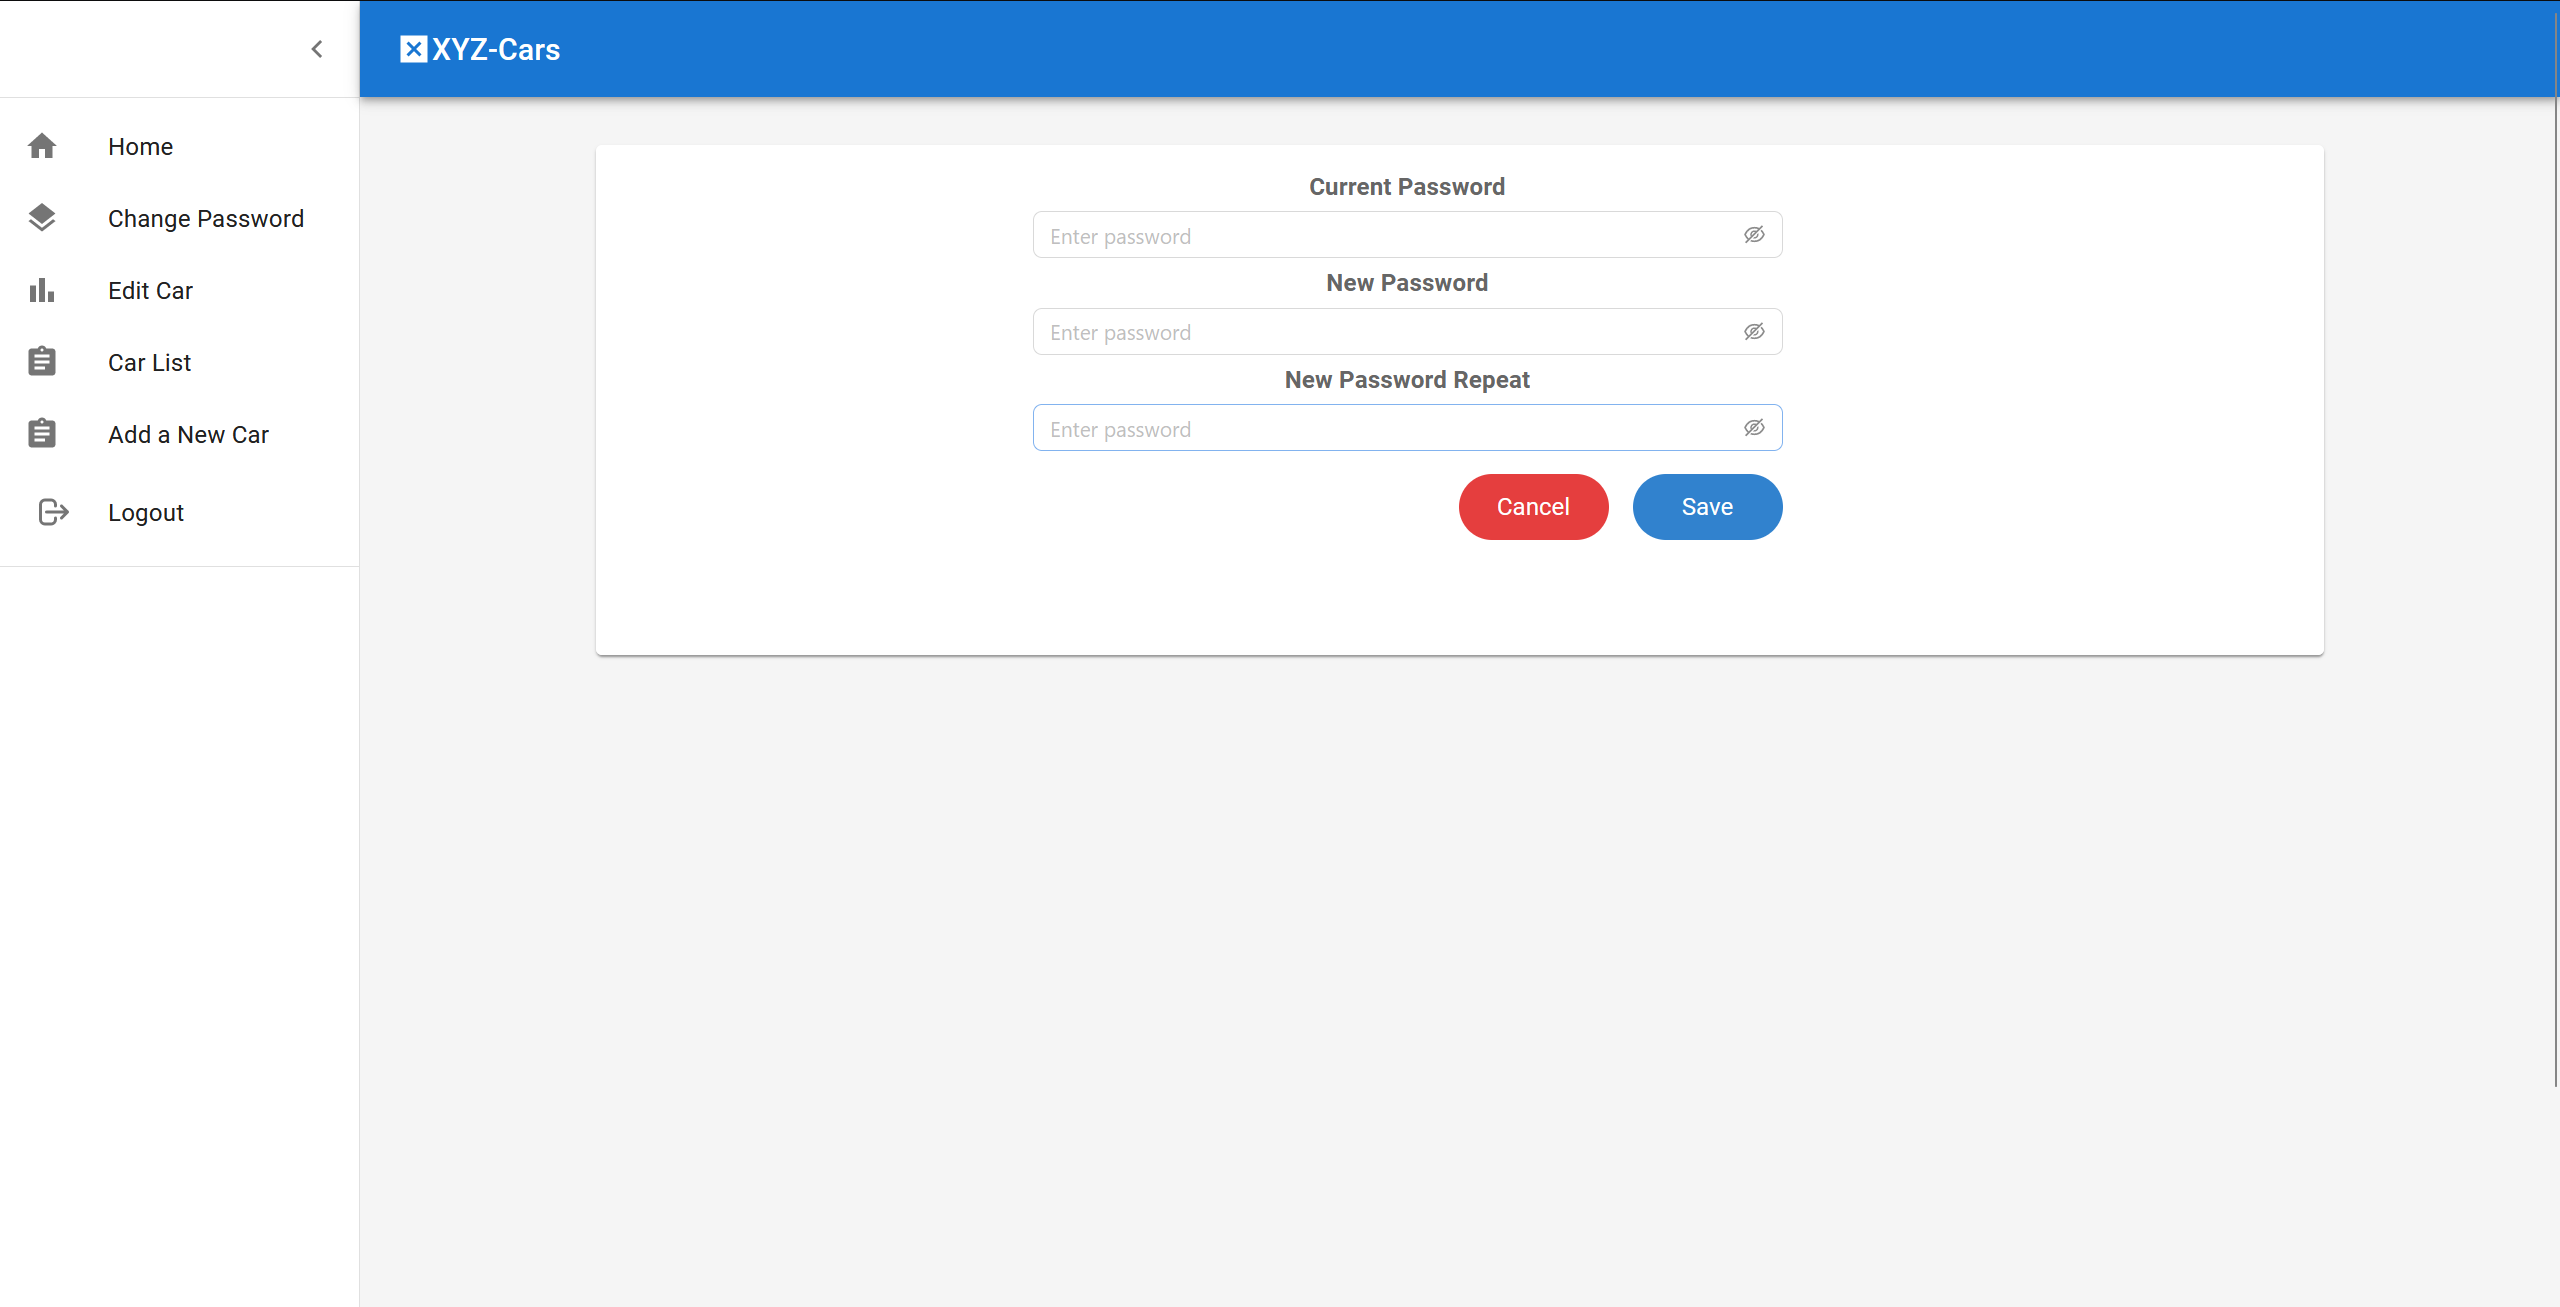 XYZ-Cars
Home
Change Password
Edit Car
Car List
Add a New Car
Logout
Current Password
Enter password
New Password
Enter password
New Password Repeat
Enter password
Cancel
Save